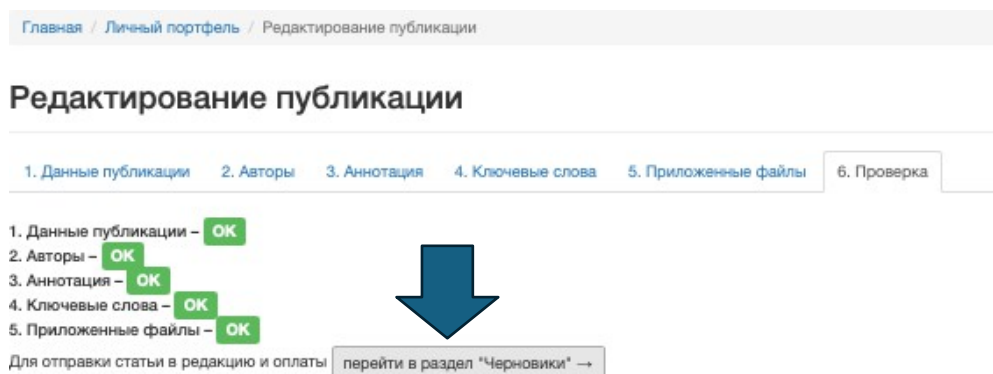 Главная / Личный портфель / Редактирование публикации
Редактирование публикации
1. Данные публикации 2. Авторы 3. Аннотация 4. Ключевые слова 5. Приложенные файлы 6. Проверка
1. Данные публикации – OK
2. Авторы – OK
3. Аннотация – OK
4. Ключевые слова – OK
5. Приложенные файлы – OK
Для отправки статьи в редакцию и оплаты перейти в раздел "Черновики" →